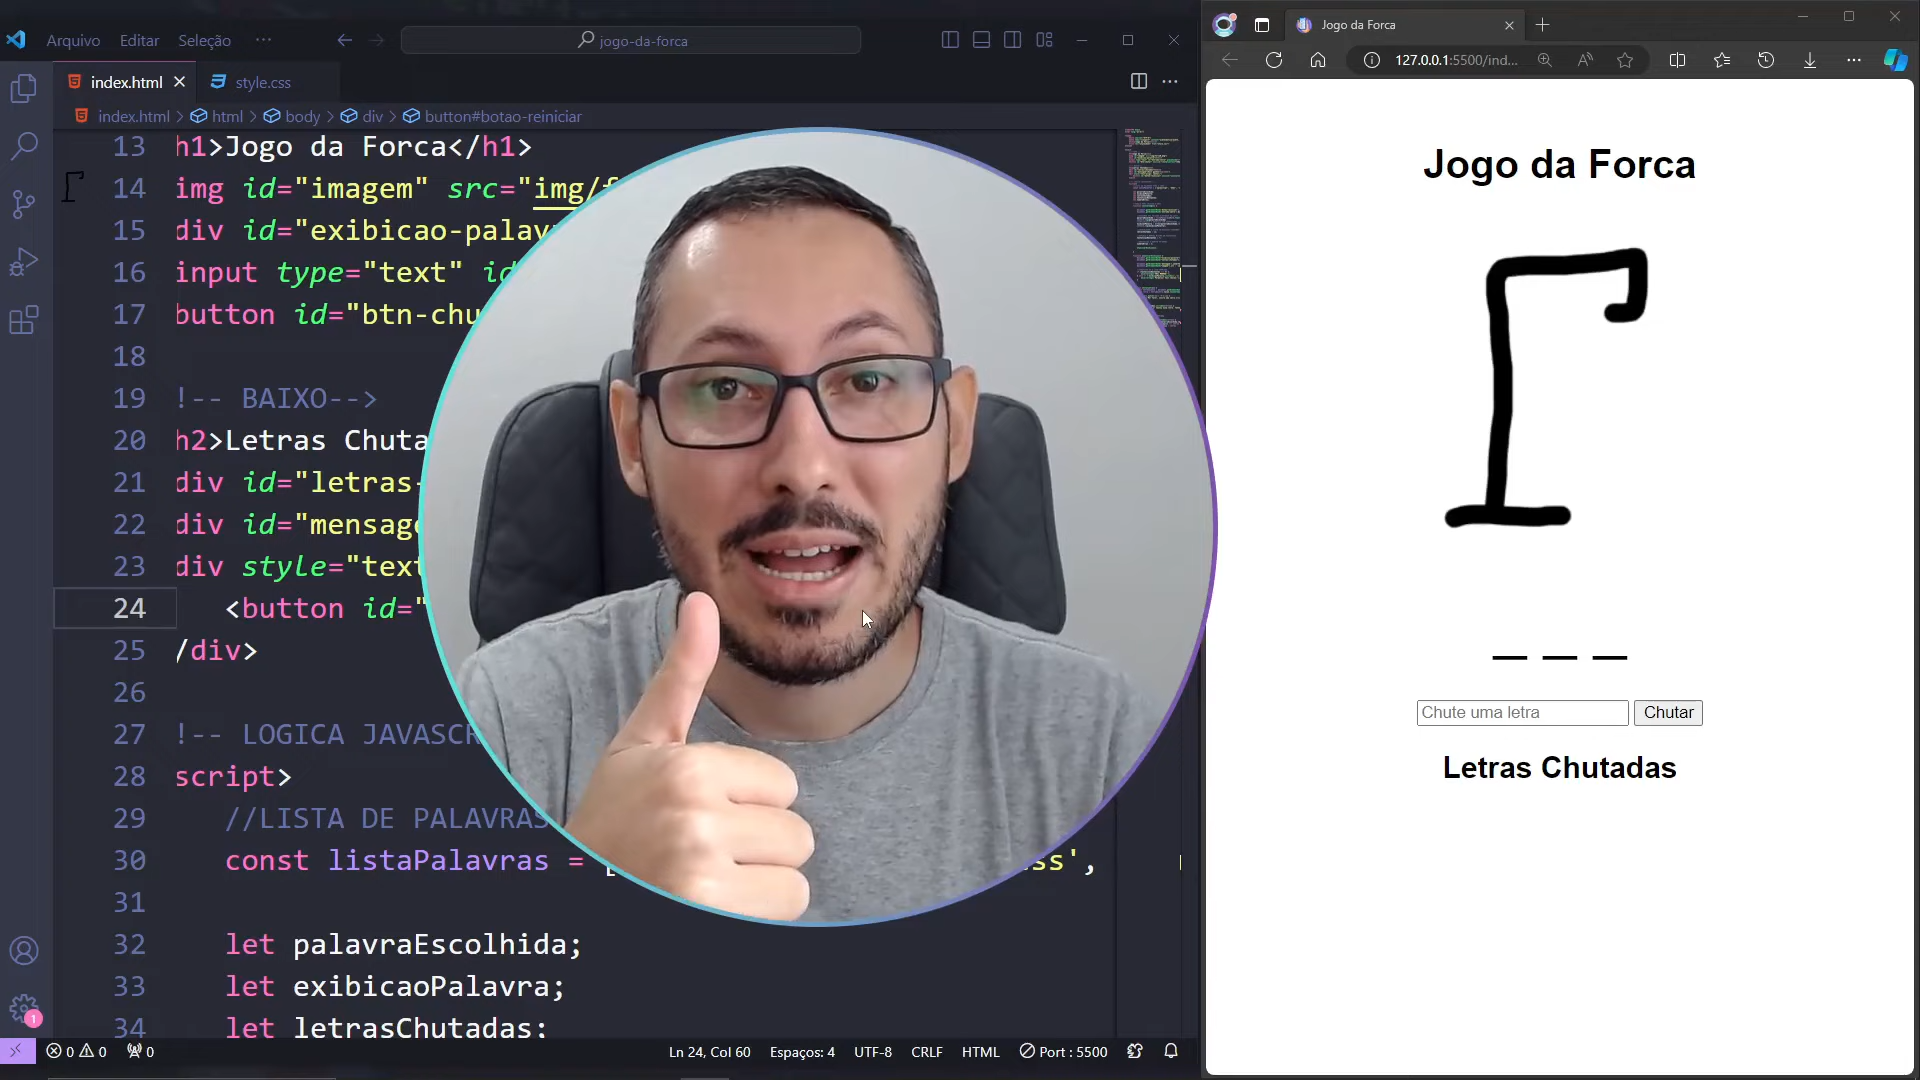 Arquivo Editar Seleção ···
jogo-da-forca
index.html
style.css
index.html > html > body > div > button#botao-reiniciar
13 h1>Jogo da Forca</h1>
14 img id="imagem" src="img/f
15 div id="exibicao-palav
16 input type="text" id
17 button id="btn-chu
18
19 !-- BAIXO-->
20 h2>Letras Chuta
21 div id="letras-
22 div id="mensage
23 div style="text
24 <button id="
25 /div>
26
27 !-- LOGICA JAVASCR
28 script>
29 //LISTA DE PALAVRAS
30 const listaPalavras = [ ss',
31
32 let palavraEscolhida;
33 let exibicaoPalavra;
34 let letrasChutadas;
1
0 0 0
Ln 24, Col 60 Espaços: 4 UTF-8 CRLF HTML Port : 5500
Jogo da Forca
127.0.0.1:5500/ind...
Jogo da Forca
_ _ _
Chute uma letra Chutar
Letras Chutadas